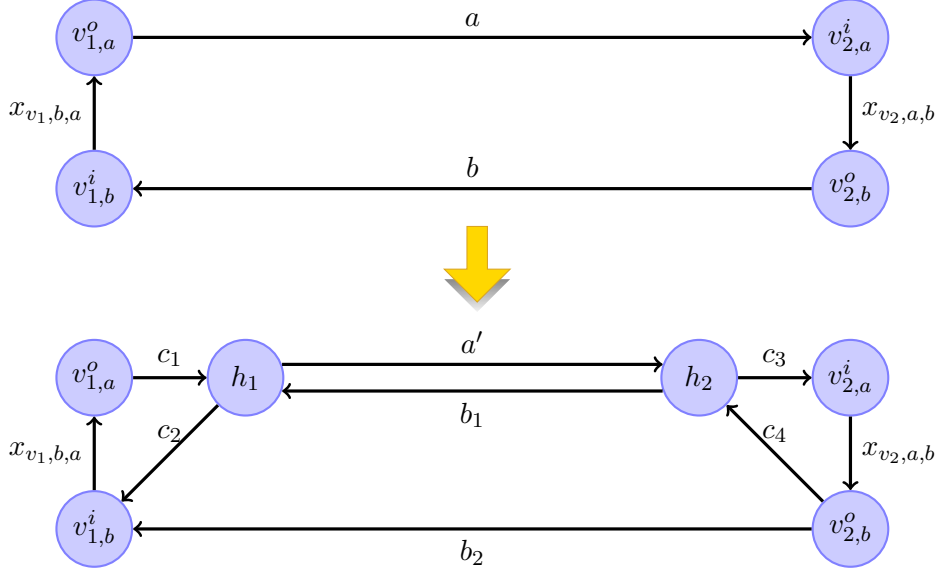 a
v^o_{1,a} v^i_{2,a}
x_{v_1,b,a} x_{v_2,a,b}
b
v^i_{1,b} v^o_{2,b}
a′
v^o_{1,a} c_1 h_1 h_2 c_3 v^i_{2,a}
b_1
c_2 c_4
x_{v_1,b,a} x_{v_2,a,b}
v^i_{1,b} v^o_{2,b}
b_2